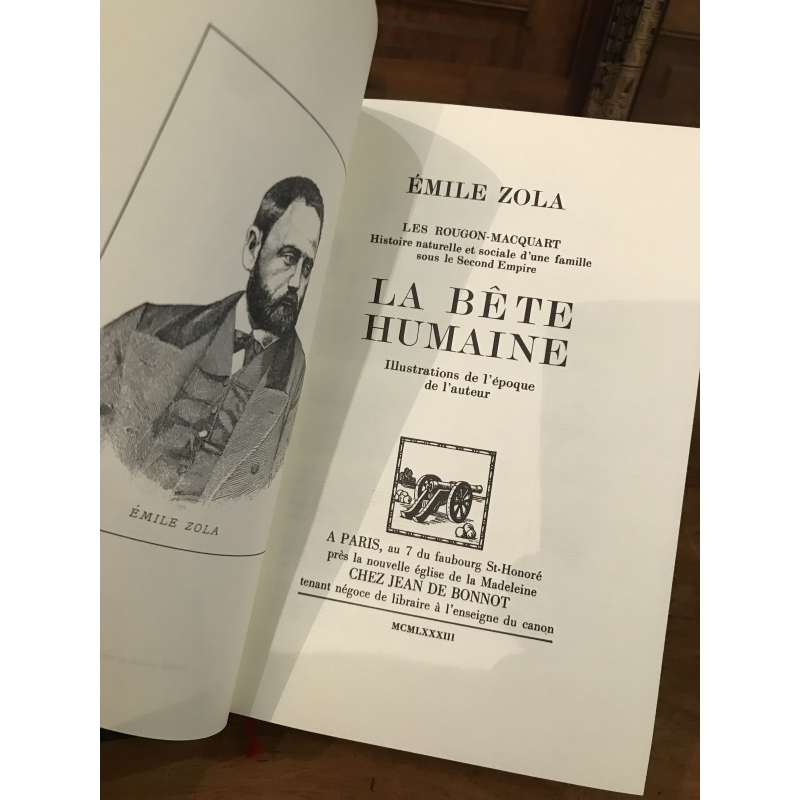 ÉMILE ZOLA
ÉMILE ZOLA
LES ROUGON-MACQUART
Histoire naturelle et sociale d'une famille
sous le Second Empire
LA BÊTE
HUMAINE
Illustrations de l'époque
de l'auteur
A PARIS, au 7 du faubourg St-Honoré
près la nouvelle église de la Madeleine
CHEZ JEAN DE BONNOT
tenant négoce de libraire à l'enseigne du canon
MCMLXXXIII